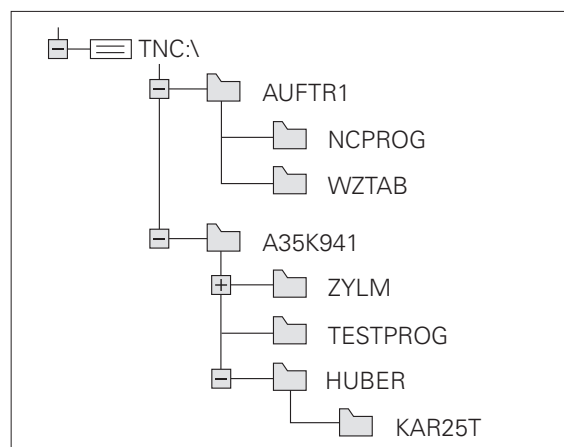 TNC:\
AUFTR1
NCPROG
WZTAB
A35K941
ZYLM
TESTPROG
HUBER
KAR25T